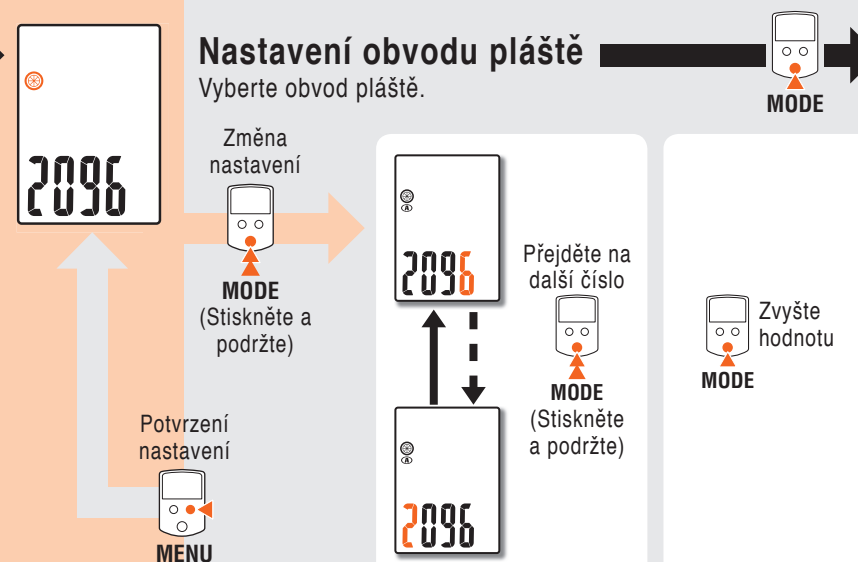 Nastavení obvodu pláště
Vyberte obvod pláště.
MODE
2096
Změna
nastavení
MODE
(Stiskněte a
podržte)
Potvrzení
nastavení
MENU
A
2096
Přejděte na
další číslo
MODE
(Stiskněte
a podržte)
A
2096
Zvyšte
hodnotu
MODE